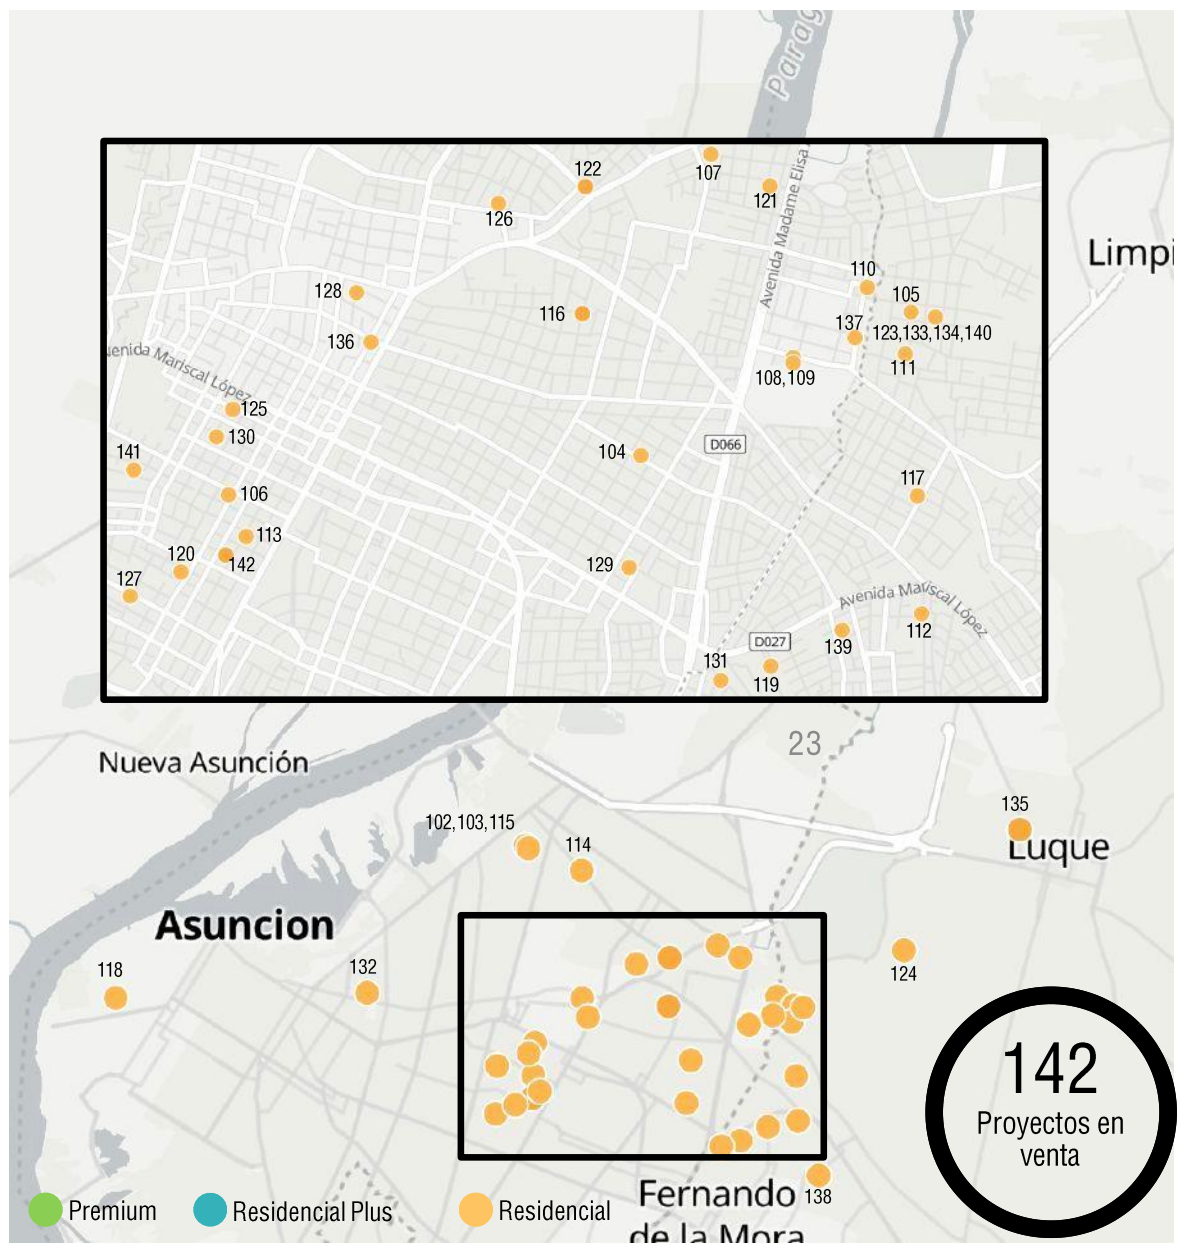 Parag
122
107
126
121
Avenida Madame Elisa
Limpi
110
128
105
116
137
123,133,134,140
136
111
108,109
Avenida Mariscal López
125
130
D066
141
104
106
117
113
120
142
129
127
Avenida Mariscal López
112
D027
139
131
119
23
Nueva Asunción
135
102,103,115
114
Luque
Asuncion
118
132
124
142
Proyectos en
venta
138
Fernando
de la Mora
Premium
Residencial Plus
Residencial